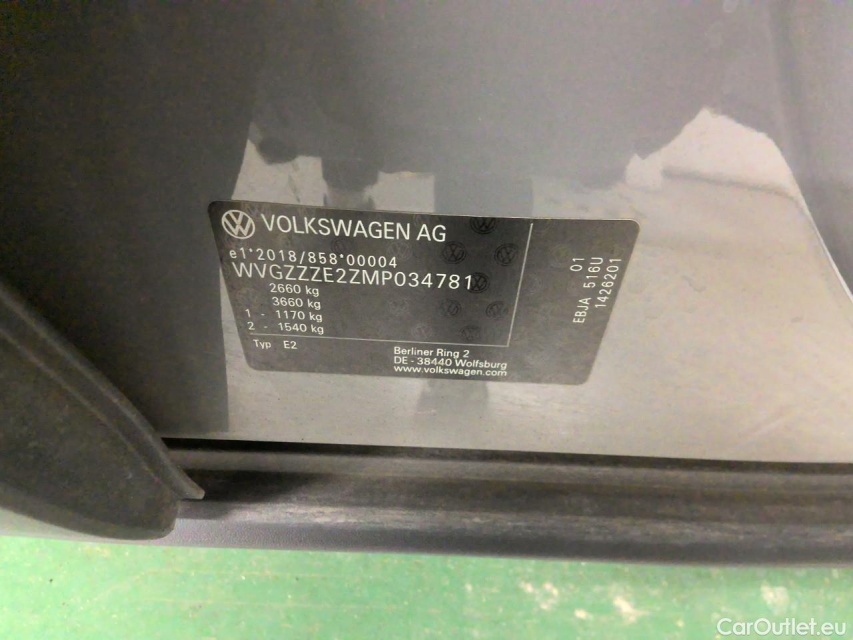 VOLKSWAGEN AG
e1*2018/858*00004
WVGZZZE2ZMP034781
2660 kg
3660 kg
1 - 1170 kg
2 - 1540 kg
Typ E2
Berliner Ring 2
DE - 38440 Wolfsburg
www.volkswagen.com
01
EBJA 516U
1426201
CarOutlet.eu